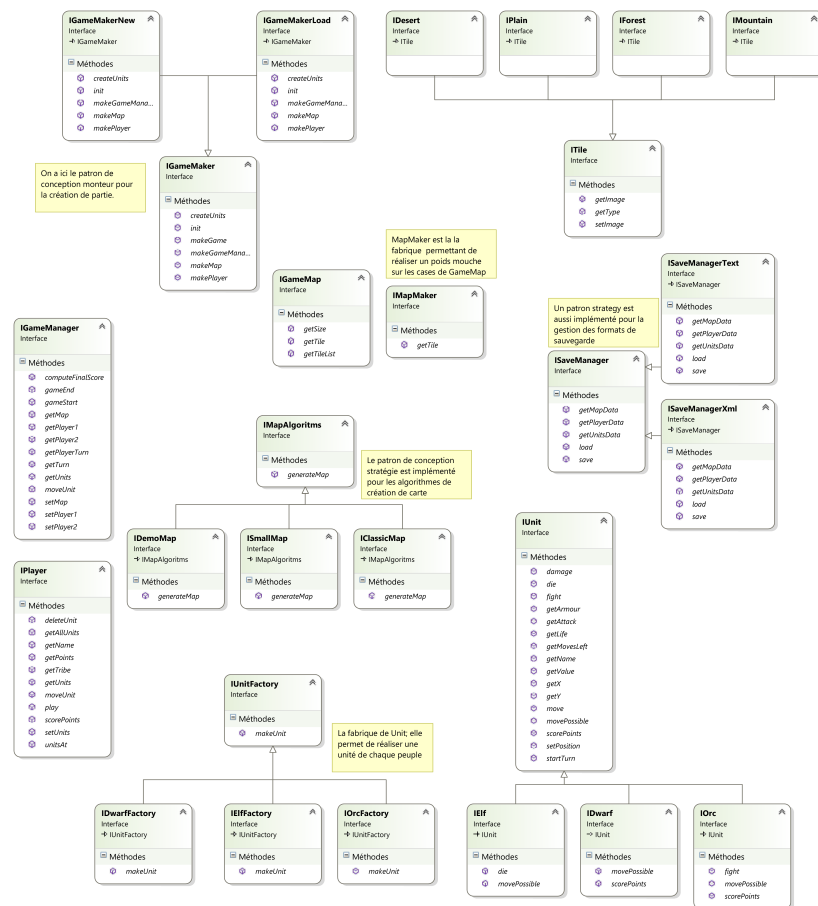 IGameMakerNew
Interface
IGameMaker
Méthodes
createUnits
init
makeGameMana...
makeMap
makePlayer
IGameMakerLoad
Interface
IGameMaker
Méthodes
createUnits
init
makeGameMana...
makeMap
makePlayer
IDesert
Interface
ITile
IPlain
Interface
ITile
IForest
Interface
ITile
IMountain
Interface
ITile
On a ici le patron de
conception monteur pour
la création de partie.
IGameMaker
Interface
Méthodes
createUnits
init
makeGame
makeGameMana...
makeMap
makePlayer
ITile
Interface
Méthodes
getImage
getType
setImage
MapMaker est la la
fabrique permettant de
réaliser un poids mouche
sur les cases de GameMap
IGameMap
Interface
Méthodes
getSize
getTile
getTileList
IMapMaker
Interface
Méthodes
getTile
ISaveManagerText
Interface
ISaveManager
Méthodes
getMapData
getPlayerData
getUnitsData
load
save
Un patron strategy est
aussi implémenté pour la
gestion des formats de
sauvegarde
ISaveManager
Interface
Méthodes
getMapData
getPlayerData
getUnitsData
load
save
ISaveManagerXml
Interface
ISaveManager
Méthodes
getMapData
getPlayerData
getUnitsData
load
save
IGameManager
Interface
Méthodes
computeFinalScore
gameEnd
gameStart
getMap
getPlayer1
getPlayer2
getPlayerTurn
getTurn
getUnits
moveUnit
setMap
setPlayer1
setPlayer2
IMapAlgoritms
Interface
Méthodes
generateMap
Le patron de conception
stratégie est implémenté
pour les algorithmes de
création de carte
IDemoMap
Interface
IMapAlgoritms
Méthodes
generateMap
ISmallMap
Interface
IMapAlgoritms
Méthodes
generateMap
IClassicMap
Interface
IMapAlgoritms
Méthodes
generateMap
IUnit
Interface
Méthodes
damage
die
fight
getArmour
getAttack
getLife
getMovesLeft
getName
getValue
getX
getY
move
movePossible
scorePoints
setPosition
startTurn
IPlayer
Interface
Méthodes
deleteUnit
getAllUnits
getName
getPoints
getTribe
getUnits
moveUnit
play
scorePoints
setUnits
unitsAt
IUnitFactory
Interface
Méthodes
makeUnit
La fabrique de Unit; elle
permet de réaliser une
unité de chaque peuple
IDwarfFactory
Interface
IUnitFactory
Méthodes
makeUnit
IElfFactory
Interface
IUnitFactory
Méthodes
makeUnit
IOrcFactory
Interface
IUnitFactory
Méthodes
makeUnit
IElf
Interface
IUnit
Méthodes
die
movePossible
IDwarf
Interface
IUnit
Méthodes
movePossible
scorePoints
IOrc
Interface
IUnit
Méthodes
fight
movePossible
scorePoints